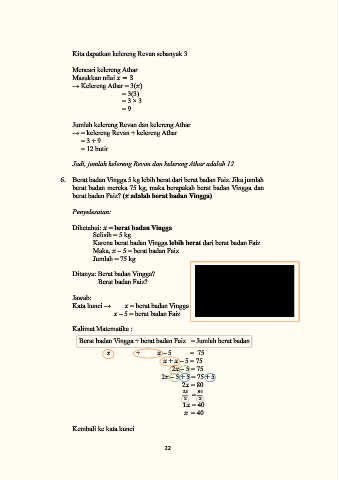 Kita dapatkan kelereng Revan sebanyak 3
Mencari kelereng Athar
Masukkan nilai x = 3
→ Kelereng Athar = 3(x)
= 3(3)
= 3 × 3
= 9
Jumlah kelereng Revan dan kelereng Athar
→ = kelereng Revan + kelereng Athar
= 3 + 9
= 12 butir
Jadi, jumlah kelereng Revan dan kelereng Athar adalah 12
6. Berat badan Vingga 5 kg lebih berat dari berat badan Faiz. Jika jumlah
berat badan mereka 75 kg, maka berapakah berat badan Vingga dan
berat badan Faiz? (x adalah berat badan Vingga)
Penyelesaian:
Diketahui: x = berat badan Vingga
Selisih = 5 kg
Karena berat badan Vingga lebih berat dari berat badan Faiz
Maka, x – 5 = berat badan Faiz
Jumlah = 75 kg
Ditanya: Berat badan Vingga?
Berat badan Faiz?
Jawab:
Kata kunci → x = berat badan Vingga
x – 5 = berat badan Faiz
Kalimat Matematika :
Berat badan Vingga + berat badan Faiz = Jumlah berat badan
x + x – 5 = 75
x + x – 5 = 75
2x – 5 = 75
2x – 5 + 5 = 75 + 5
2x = 80
2x/2 = 80/2
1x = 40
x = 40
Kembali ke kata kunci
22